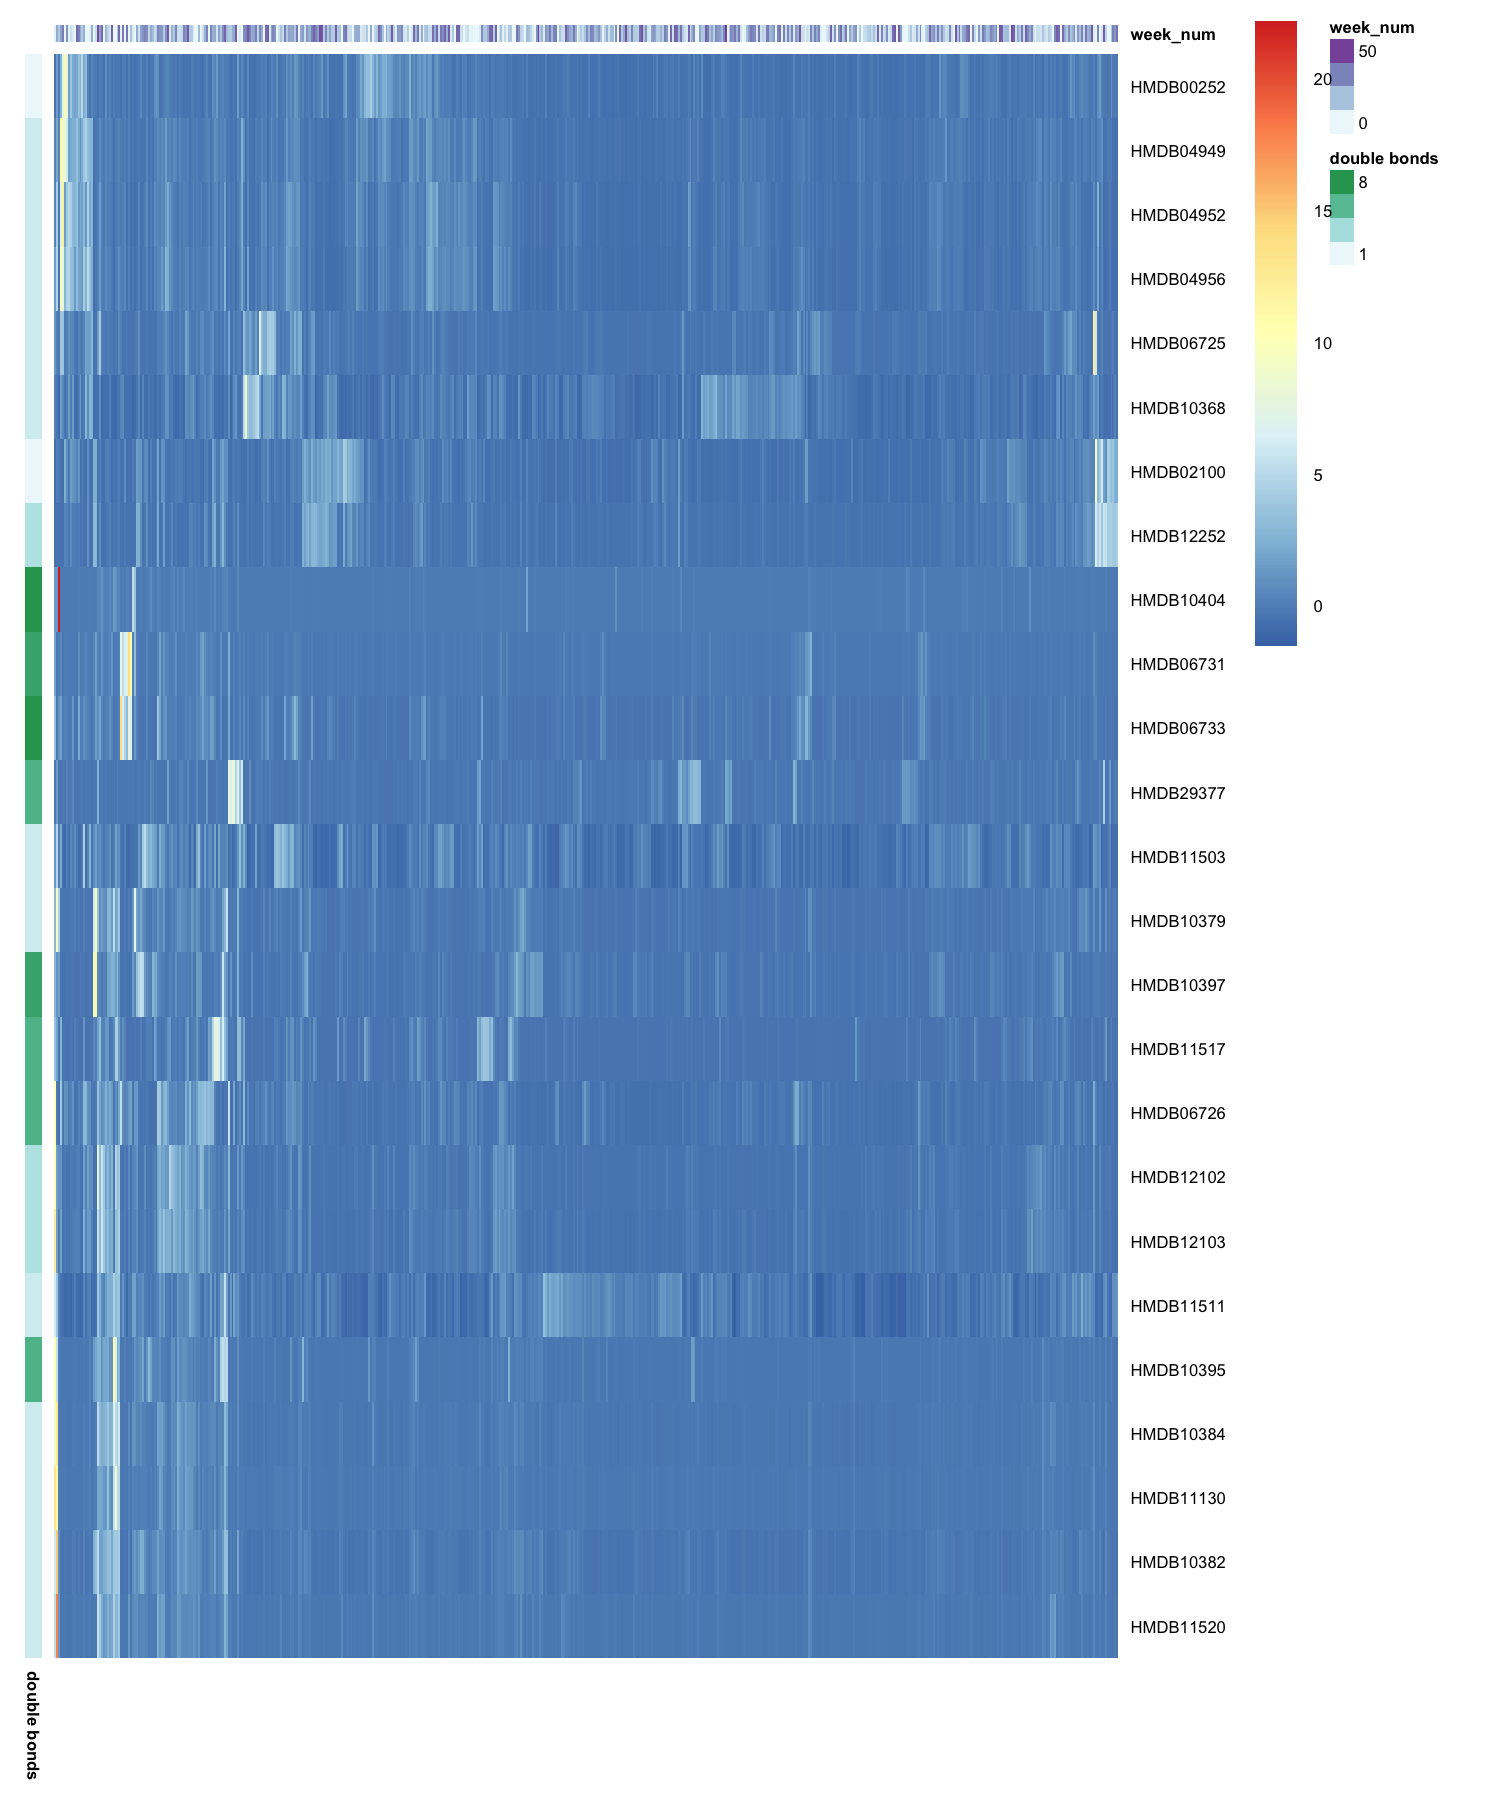 week_num
HMDB00252
HMDB04949
HMDB04952
HMDB04956
HMDB06725
HMDB10368
HMDB02100
HMDB12252
HMDB10404
HMDB06731
HMDB06733
HMDB29377
HMDB11503
HMDB10379
HMDB10397
HMDB11517
HMDB06726
HMDB12102
HMDB12103
HMDB11511
HMDB10395
HMDB10384
HMDB11130
HMDB10382
HMDB11520
double bonds
20
15
10
5
0
week_num
50
0
double bonds
8
1